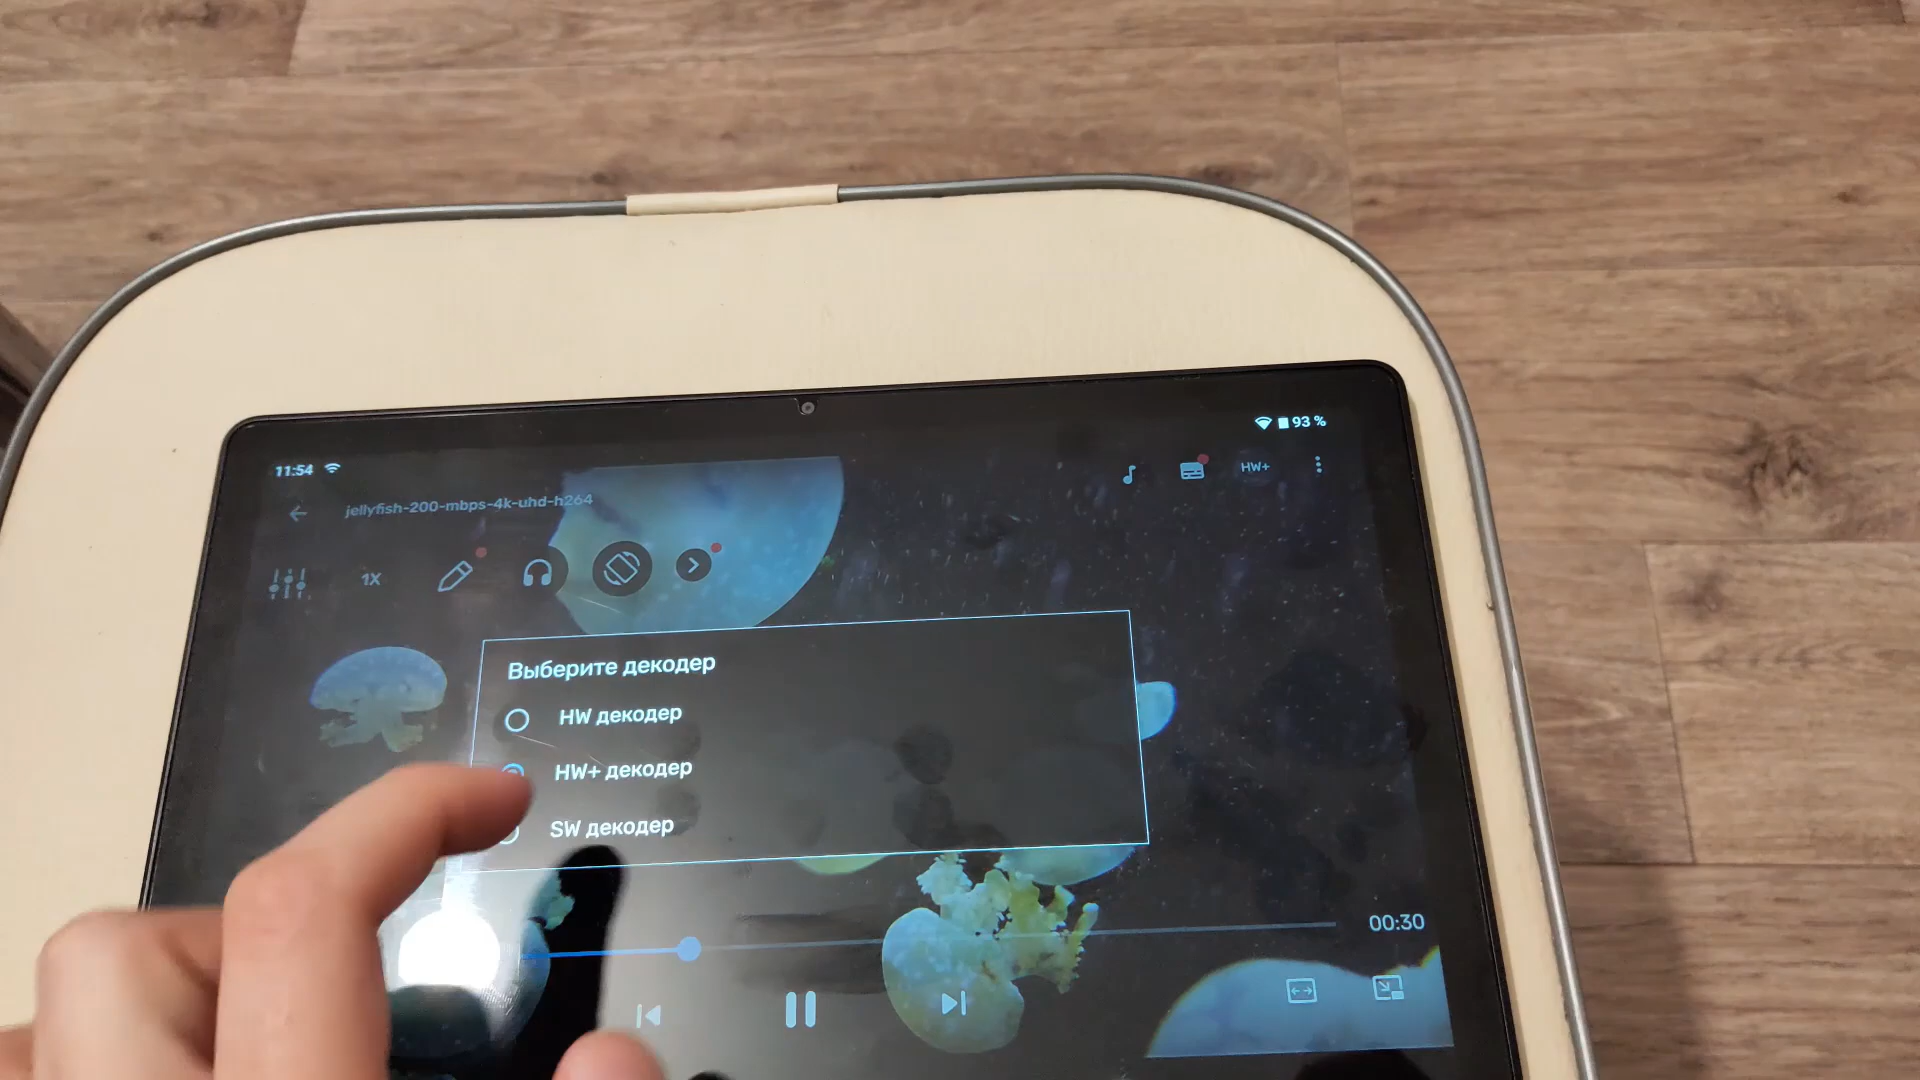 11:54
93 %
jellyfish-200-mbps-4k-uhd-h264
HW+
1X
Выберите декодер
HW декодер
HW+ декодер
SW декодер
00:30